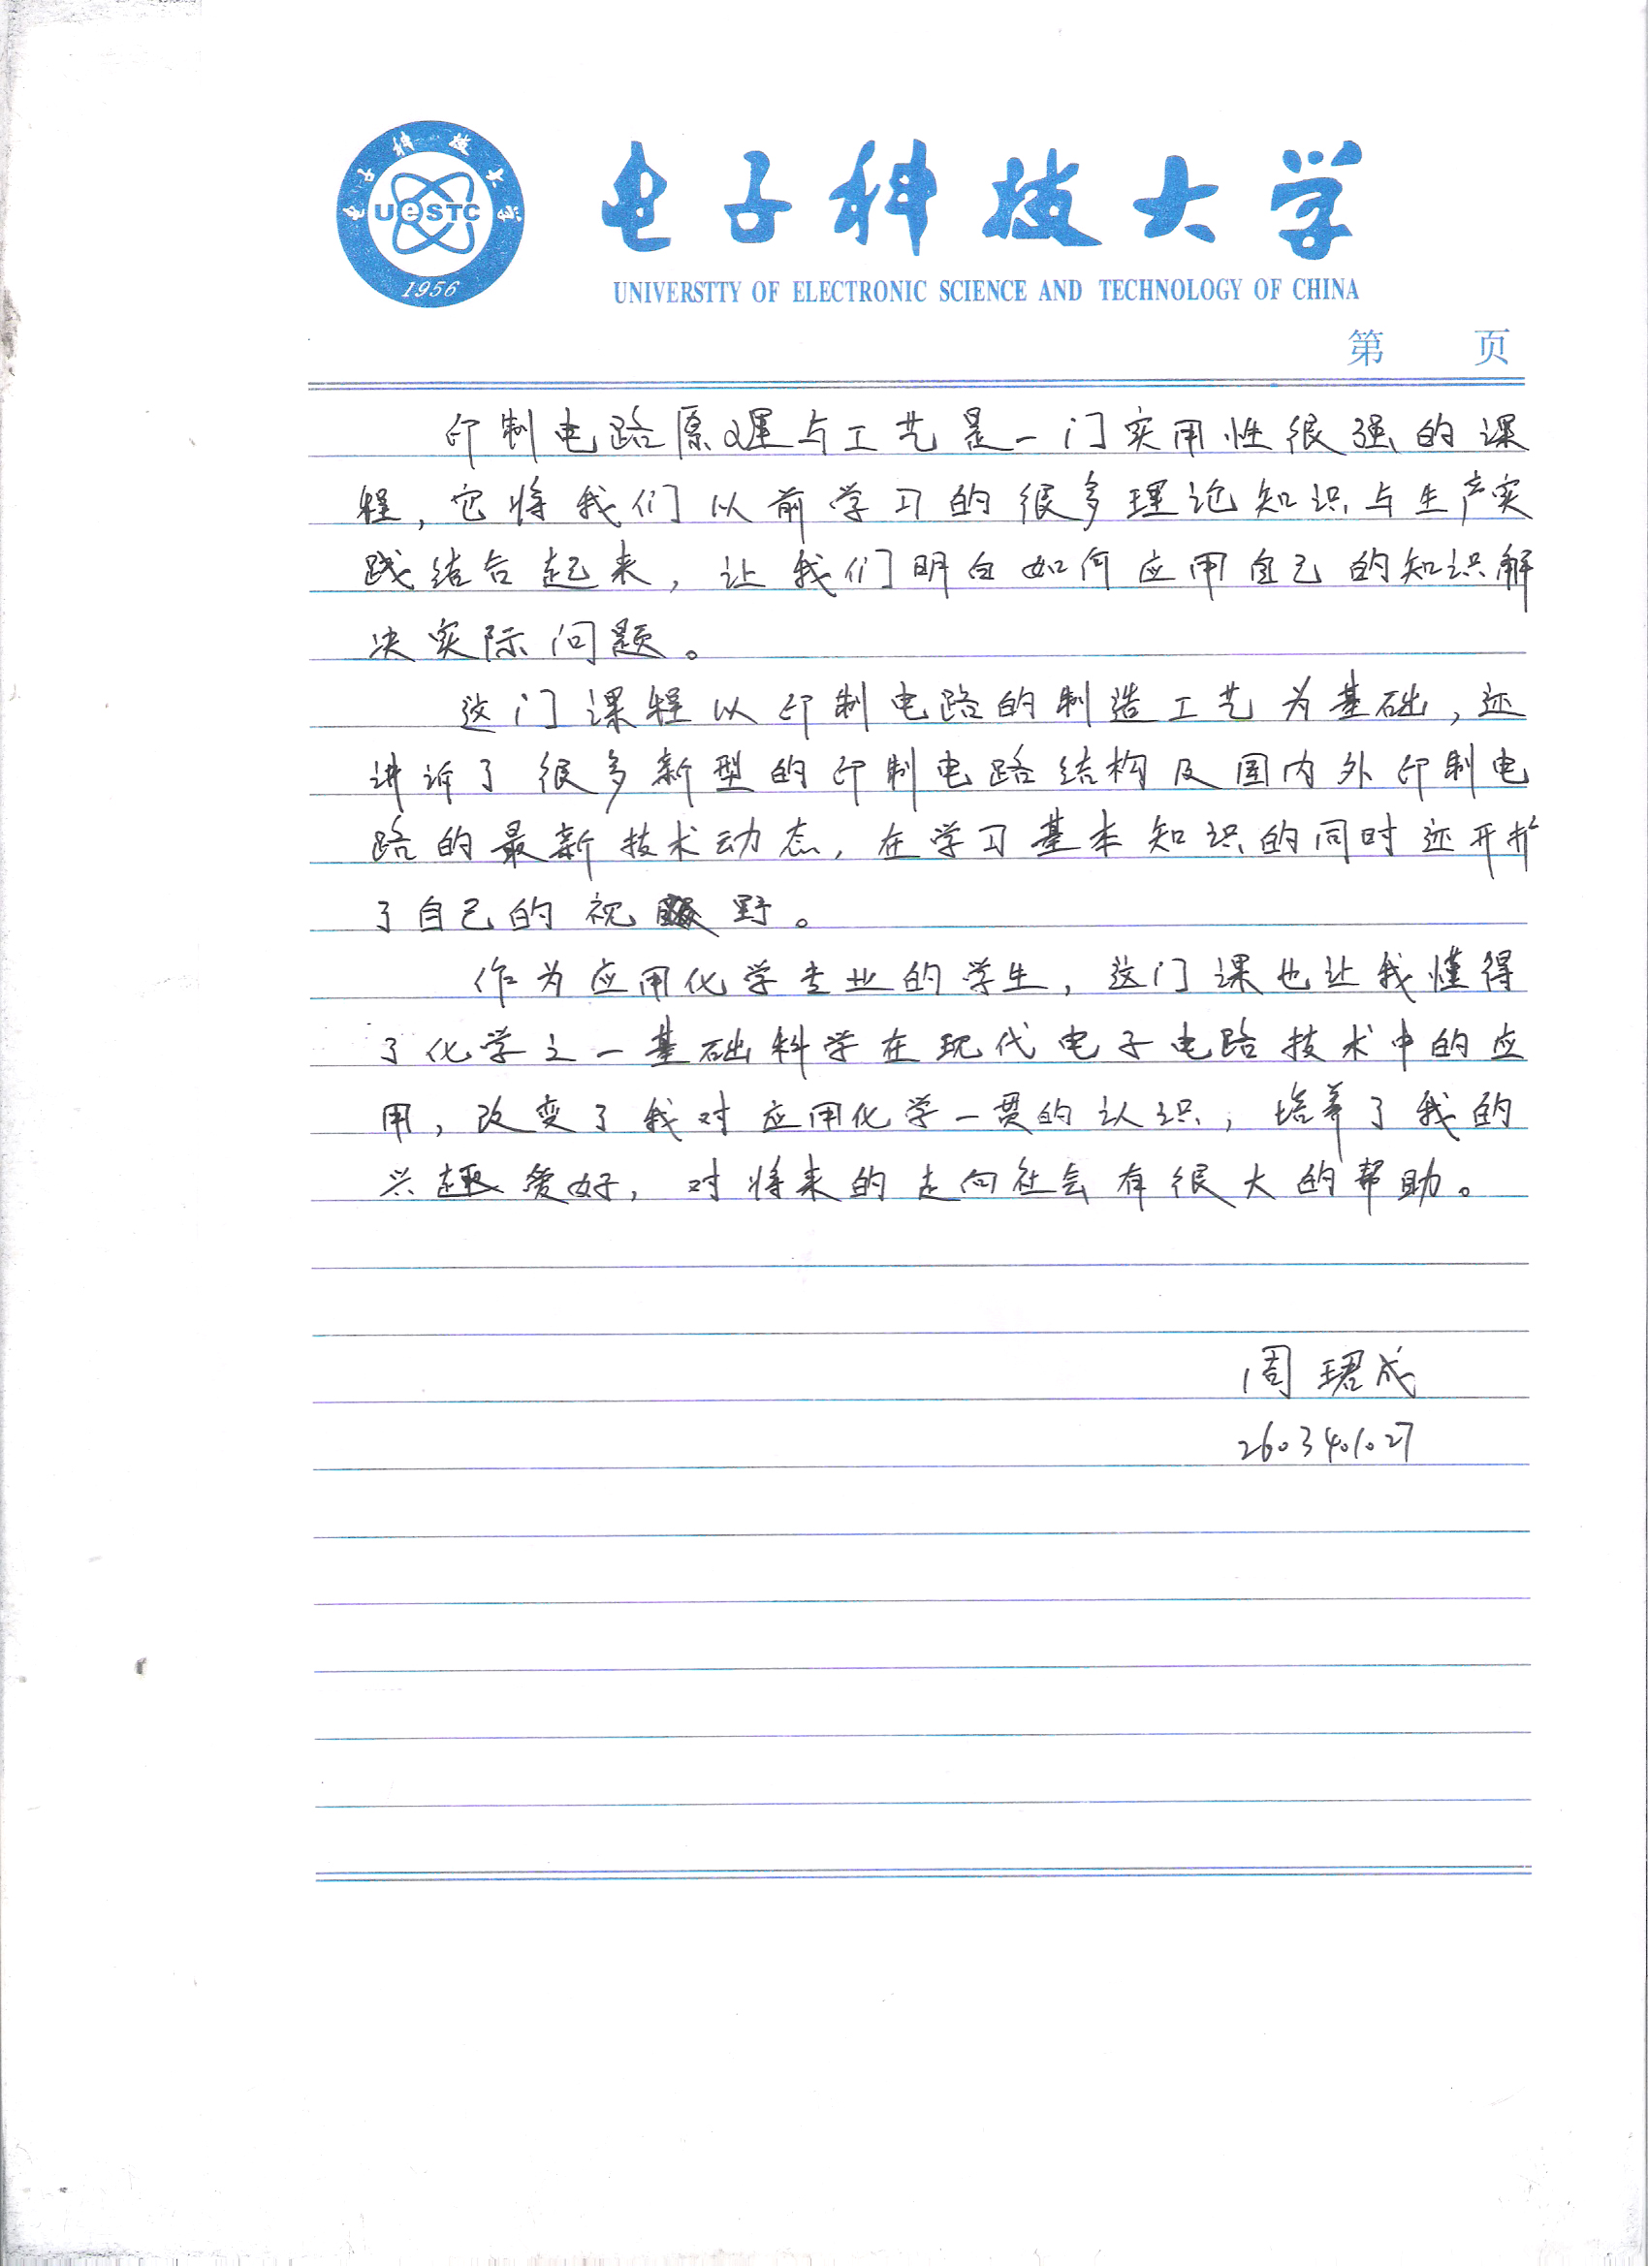 电子科技大学
UeSTC
1956
电子科技大学
UNIVERSTTY OF ELECTRONIC SCIENCE AND TECHNOLOGY OF CHINA
第 页
印制电路原理与工艺是一门实用性很强的课
程，它将我们以前学习的很多理论知识与生产实
践结合起来，让我们明白如何应用自己的知识解
决实际问题。
这门课程以印制电路的制造工艺为基础，还
讲诉了很多新型的印制电路结构及国内外印制电
路的最新技术动态，在学习基本知识的同时还开扩
了自己的视野。
作为应用化学专业的学生，这门课也让我懂得
了化学之一基础科学在现代电子电路技术中的应
用，改变了我对应用化学一贯的认识，培养了我的
兴趣爱好，对将来的走向社会有很大的帮助。
周珺成
2603401027